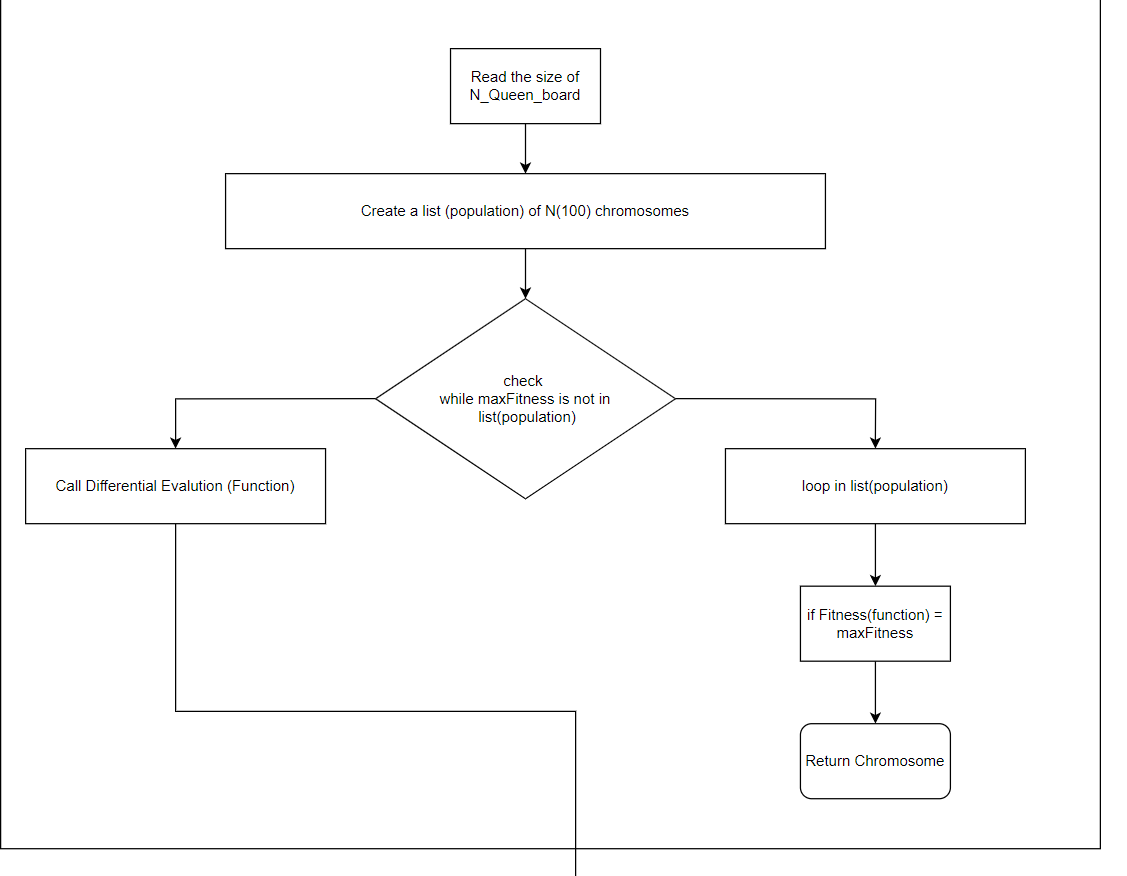 Read the size of
N_Queen_board
Create a list (population) of N(100) chromosomes
check
while maxFitness is not in
list(population)
Call Differential Evalution (Function)
loop in list(population)
if Fitness(function) =
maxFitness
Return Chromosome